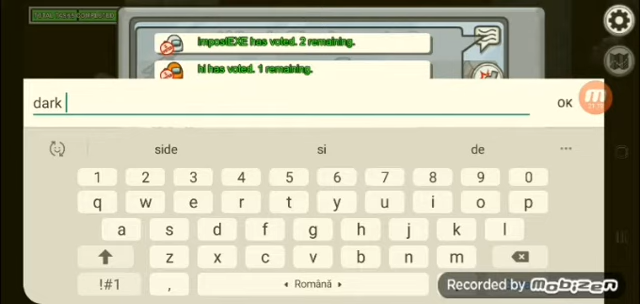 impostEXE has voted. 2 remaining.
hi has voted. 1 remaining.
dark
OK
side si de
1 2 3 4 5 6 7 8 9 0
q w e r t y u i o p
a s d f g h j k l
z x c v b n m
!#1 , Română
Recorded by mobizen